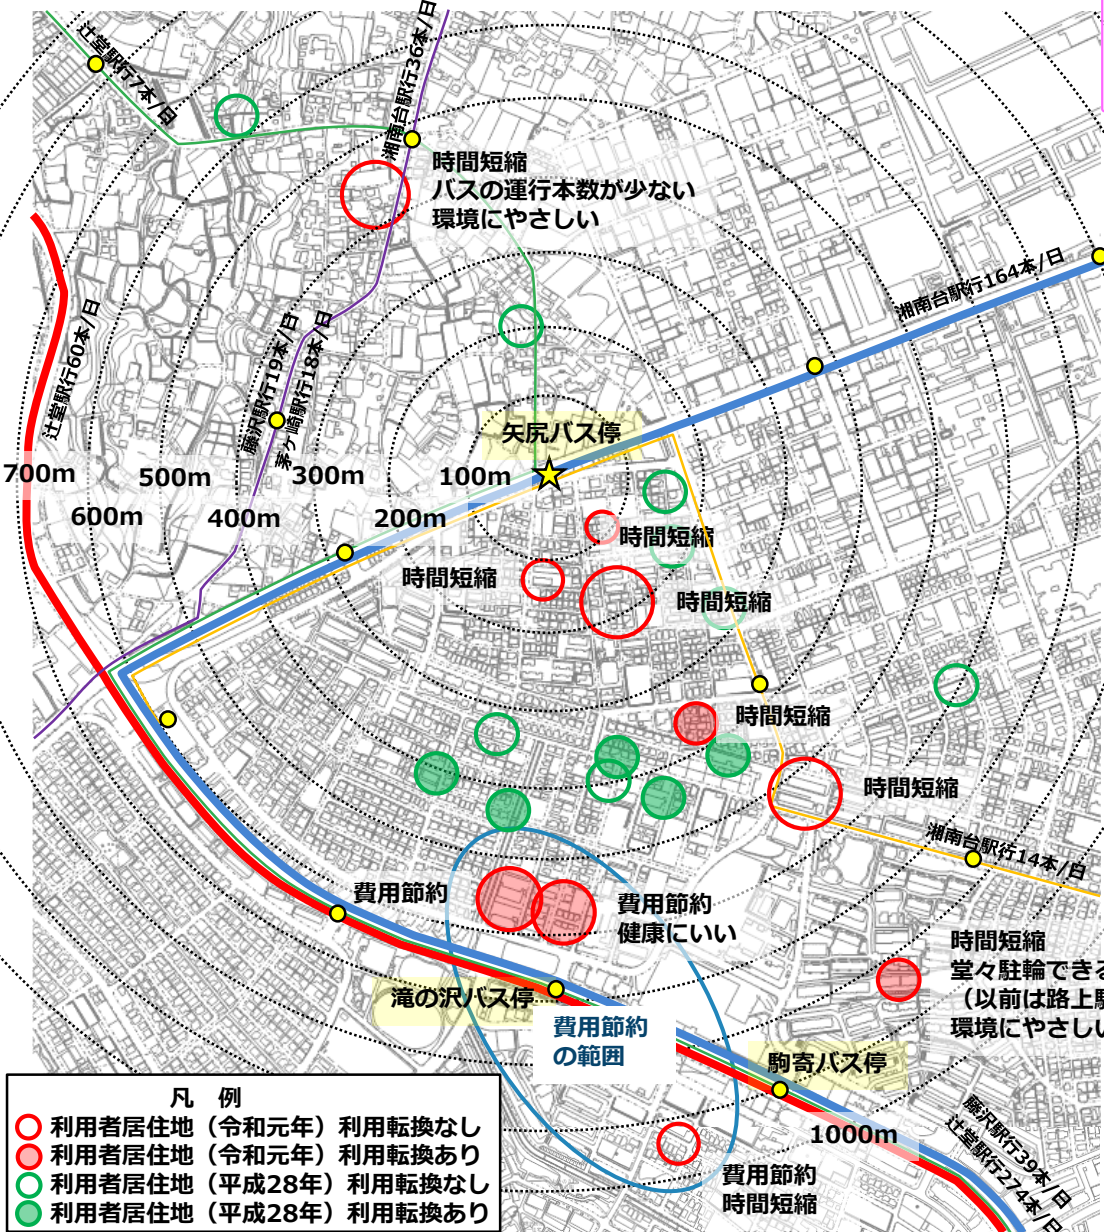 辻堂駅行7本/日
湘南台駅行36本/日
時間短縮
バスの運行本数が少ない
環境にやさしい
湘南台駅行164本/日
辻堂駅行60本/日
藤沢駅行19本/日
茅ヶ崎駅行18本/日
矢尻バス停
700m
600m
500m
400m
300m
200m
100m
時間短縮
時間短縮
時間短縮
時間短縮
時間短縮
湘南台駅行14本/日
費用節約
費用節約
健康にいい
時間短縮
堂々駐輪できる
（以前は路上駐
環境にやさしい
滝の沢バス停
費用節約
の範囲
駒寄バス停
1000m
藤沢駅行39本/日
辻堂駅行274本/日
費用節約
時間短縮
凡 例
利用者居住地（令和元年）利用転換なし
利用者居住地（令和元年）利用転換あり
利用者居住地（平成28年）利用転換なし
利用者居住地（平成28年）利用転換あり